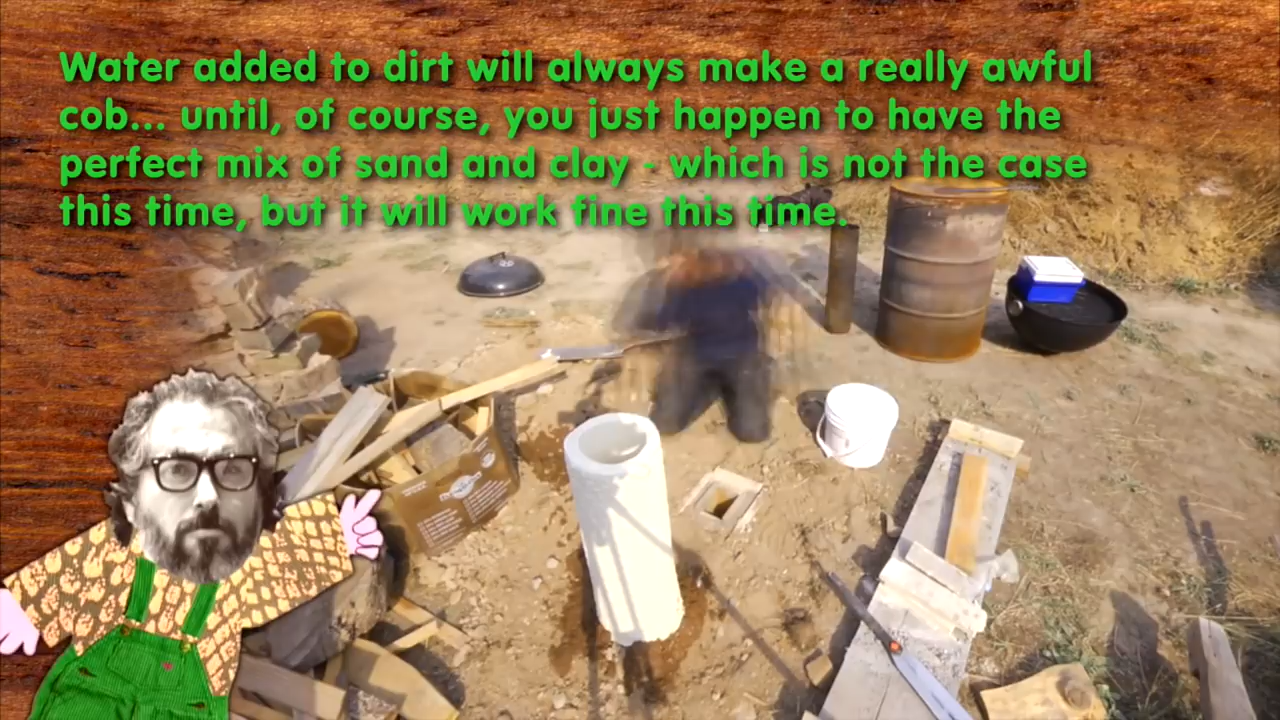 Water added to dirt will always make a really awful
cob... until, of course, you just happen to have the
perfect mix of sand and clay - which is not the case
this time, but it will work fine this time.